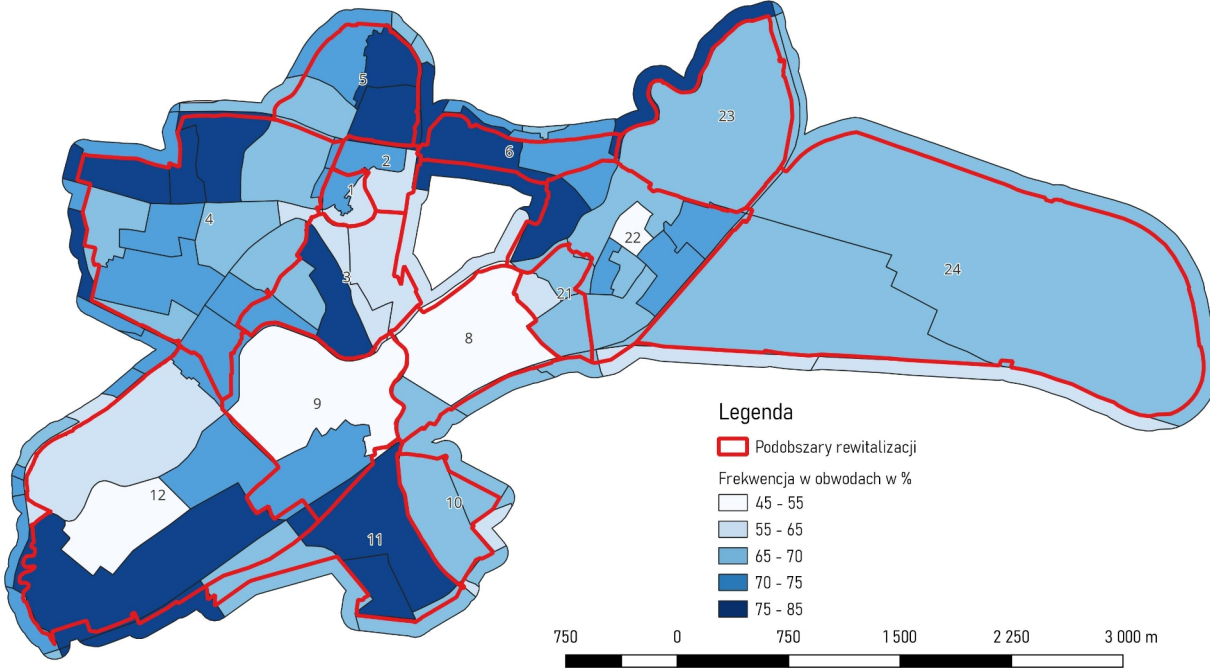 5
23
6
2
1
4
22
24
3
21
8
9
12
10
11
Legenda
Podobszary rewitalizacji
Frekwencja w obwodach w %
45 - 55
55 - 65
65 - 70
70 - 75
75 - 85
750 0 750 1 500 2 250 3 000 m